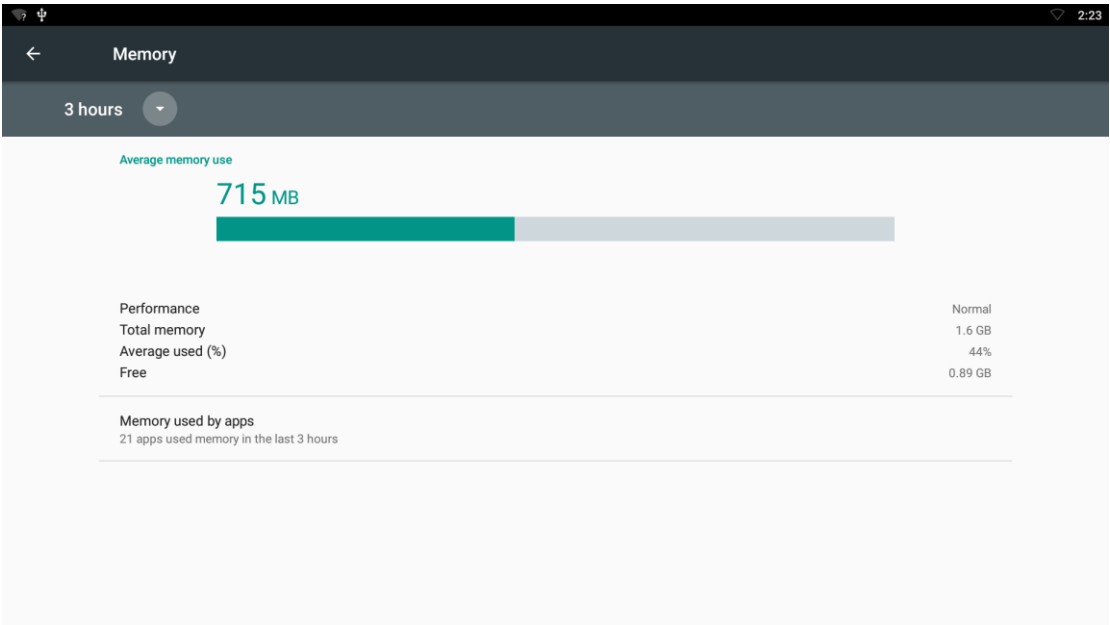 2:23
Memory
3 hours
Average memory use
715 MB
Performance Normal
Total memory 1.6 GB
Average used (%) 44%
Free 0.89 GB
Memory used by apps
21 apps used memory in the last 3 hours